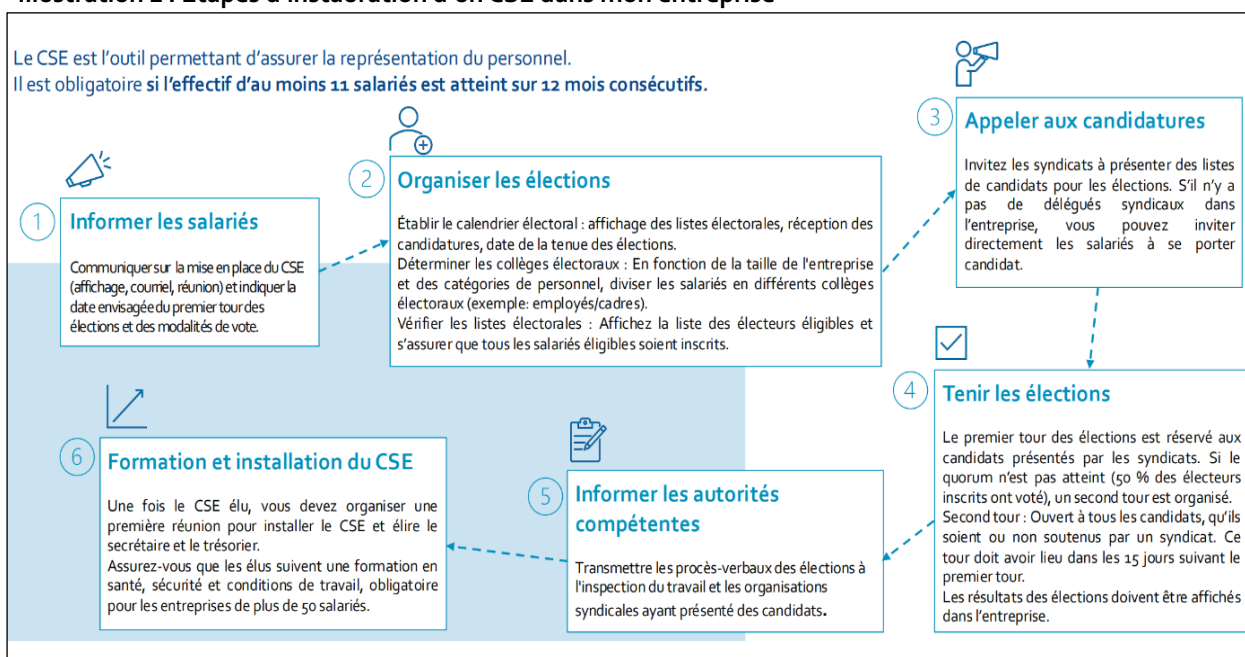 Illustration : Etapes d'instauration d'un CSE dans mon entreprise
Le CSE est l'outil permettant d'assurer la représentation du personnel.
Il est obligatoire si l'effectif d'au moins 11 salariés est atteint sur 12 mois consécutifs.
1
Informer les salariés
Communiquer sur la mise en place du CSE
(affichage, courriel, réunion) et indiquer la
date envisagée du premier tour des
élections et des modalités de vote.
2
Organiser les élections
Établir le calendrier électoral : affichage des listes électorales, réception des
candidatures, date de la tenue des élections.
Déterminer les collèges électoraux : En fonction de la taille de l'entreprise
et des catégories de personnel, diviser les salariés en différents collèges
électoraux (exemple: employés/cadres).
Vérifier les listes électorales : Affichez la liste des électeurs éligibles et
s'assurer que tous les salariés éligibles soient inscrits.
3
Appeler aux candidatures
Invitez les syndicats à présenter des listes
de candidats pour les élections. S'il n'y a
pas de délégués syndicaux dans
l'entreprise, vous pouvez inviter
directement les salariés à se porter
candidat.
4
Tenir les élections
Le premier tour des élections est réservé aux
candidats présentés par les syndicats. Si le
quorum n'est pas atteint (50 % des électeurs
inscrits ont voté), un second tour est organisé.
Second tour : Ouvert à tous les candidats, qu'ils
soient ou non soutenus par un syndicat. Ce
tour doit avoir lieu dans les 15 jours suivant le
premier tour.
Les résultats des élections doivent être affichés
dans l'entreprise.
5
Informer les autorités
compétentes
Transmettre les procès-verbaux des élections à
l'inspection du travail et les organisations
syndicales ayant présenté des candidats.
6
Formation et installation du CSE
Une fois le CSE élu, vous devez organiser une
première réunion pour installer le CSE et élire le
secrétaire et le trésorier.
Assurez-vous que les élus suivent une formation en
santé, sécurité et conditions de travail, obligatoire
pour les entreprises de plus de 50 salariés.